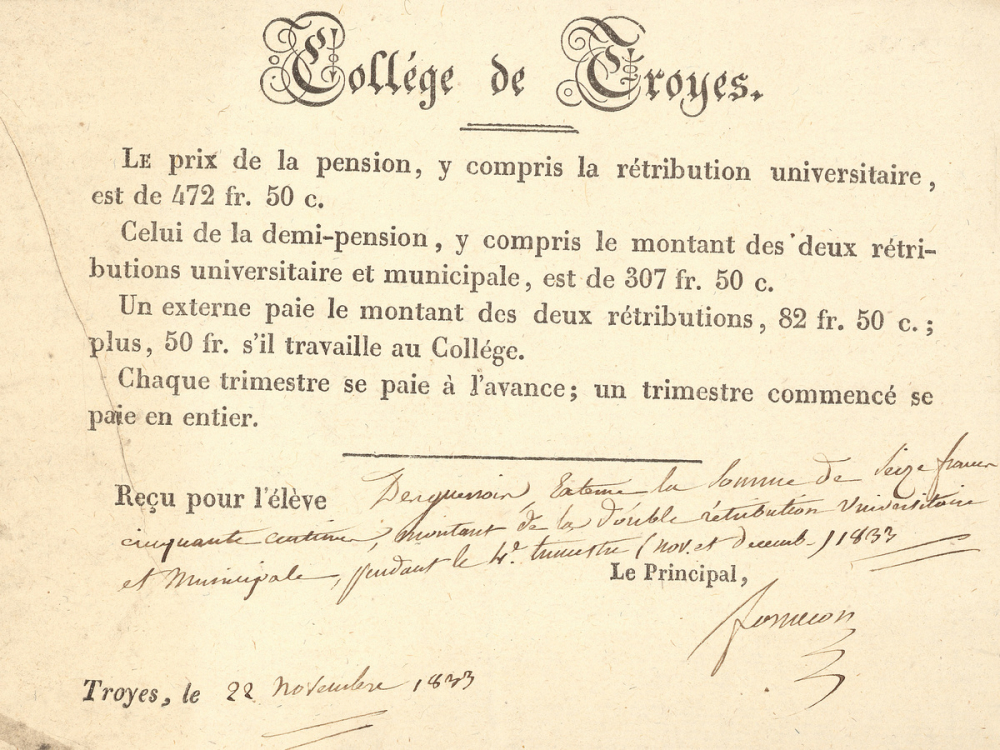 Collége de Troyes.
LE prix de la pension, y compris la rétribution universitaire,
est de 472 fr. 50 c.
Celui de la demi-pension, y compris le montant des deux rétri-
butions universitaire et municipale, est de 307 fr. 50 c.
Un externe paie le montant des deux rétributions, 82 fr. 50 c.;
plus, 50 fr. s'il travaille au Collége.
Chaque trimestre se paie à l'avance; un trimestre commencé se
paie en entier.
Reçu pour l'élève Externe la somme de seize francs
cinquante centimes, montant de la double rétribution universitaire
et Municipale, pendant le 4e. trimestre (nov. et decemb.) 1833
Le Principal,
Troyes, le 22 novembre 1833